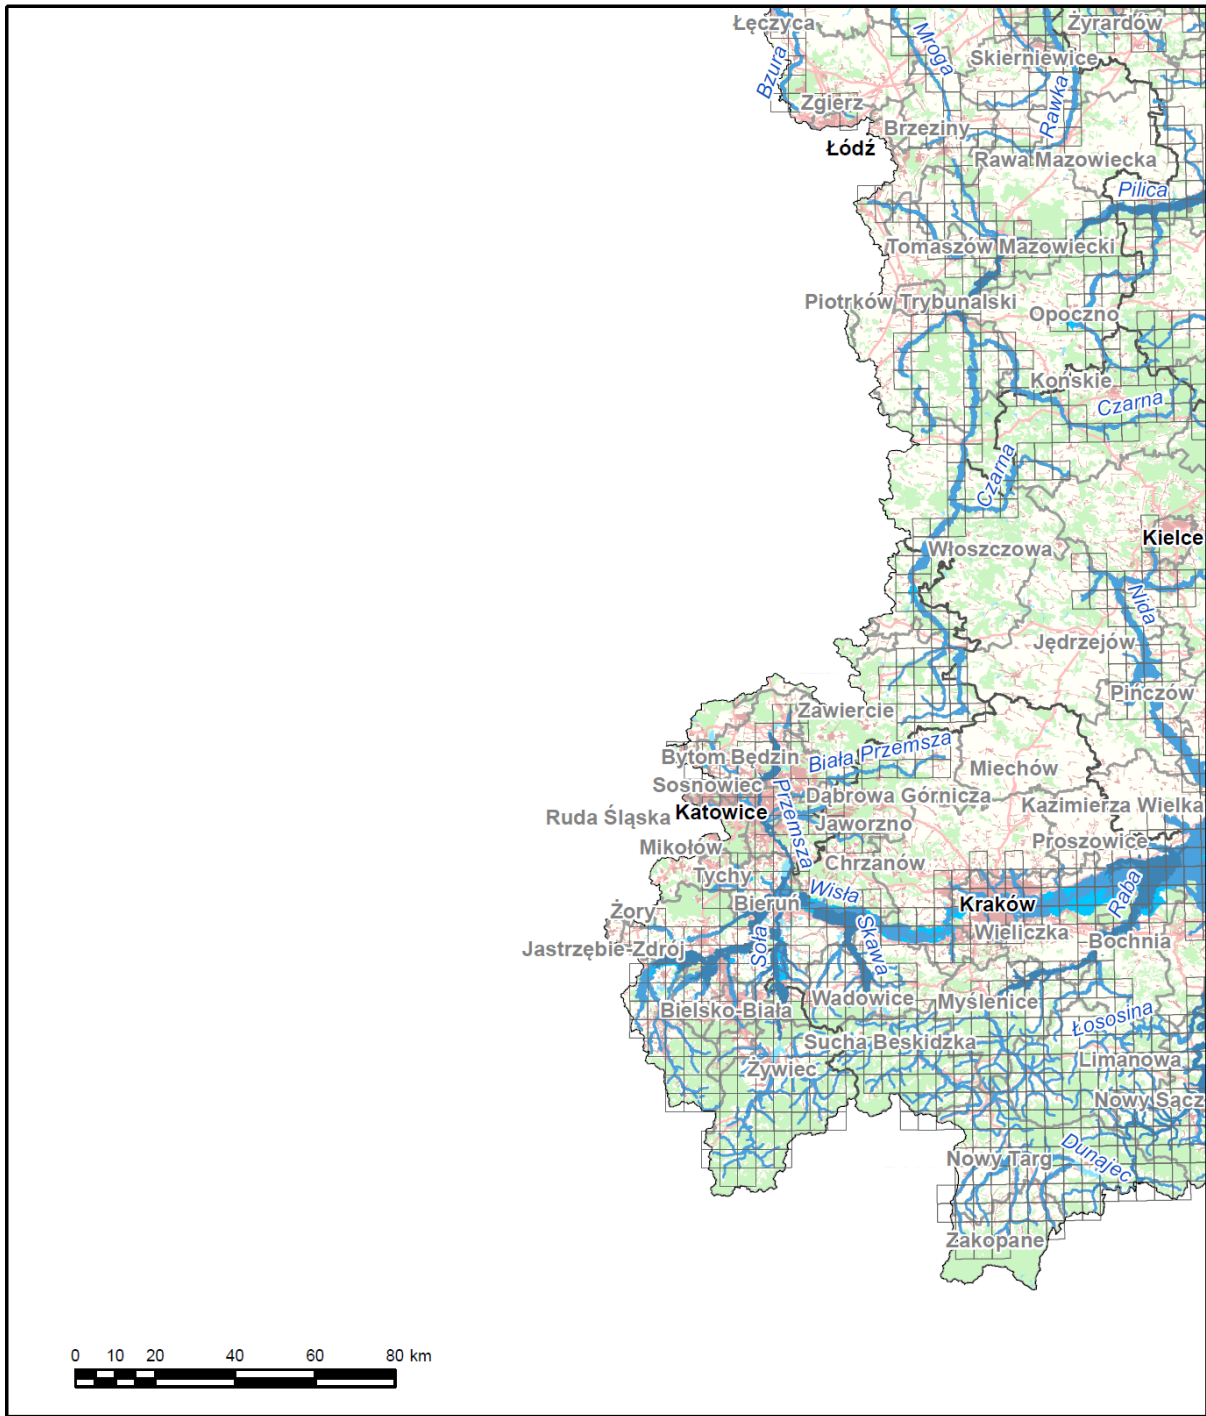 Łęczyca
Mroga
Żyrardów
Skierniewice
Bzura
Zgierz
Rawka
Brzeziny
Łódź
Rawa Mazowiecka
Pilica
Tomaszów Mazowiecki
Piotrków Trybunalski
Opoczno
Końskie
Czarna
Czarna
Kielce
Włoszczowa
Nida
Jędrzejów
Pińczów
Zawiercie
Biała Przemsza
Bytom
Będzin
Miechów
Sosnowiec
Dąbrowa Górnicza
Kazimierza Wielka
Ruda Śląska
Katowice
Przemsza
Jaworzno
Proszowice
Mikołów
Chrzanów
Tychy
Wisła
Raba
Bieruń
Kraków
Żory
Wieliczka
Skawa
Bochnia
Jastrzębie-Zdrój
Soła
Wadowice
Myślenice
Bielsko-Biała
Łososina
Sucha Beskidzka
Limanowa
Żywiec
Nowy Sącz
Nowy Targ
Dunajec
Zakopane
0 10 20 40 60 80 km